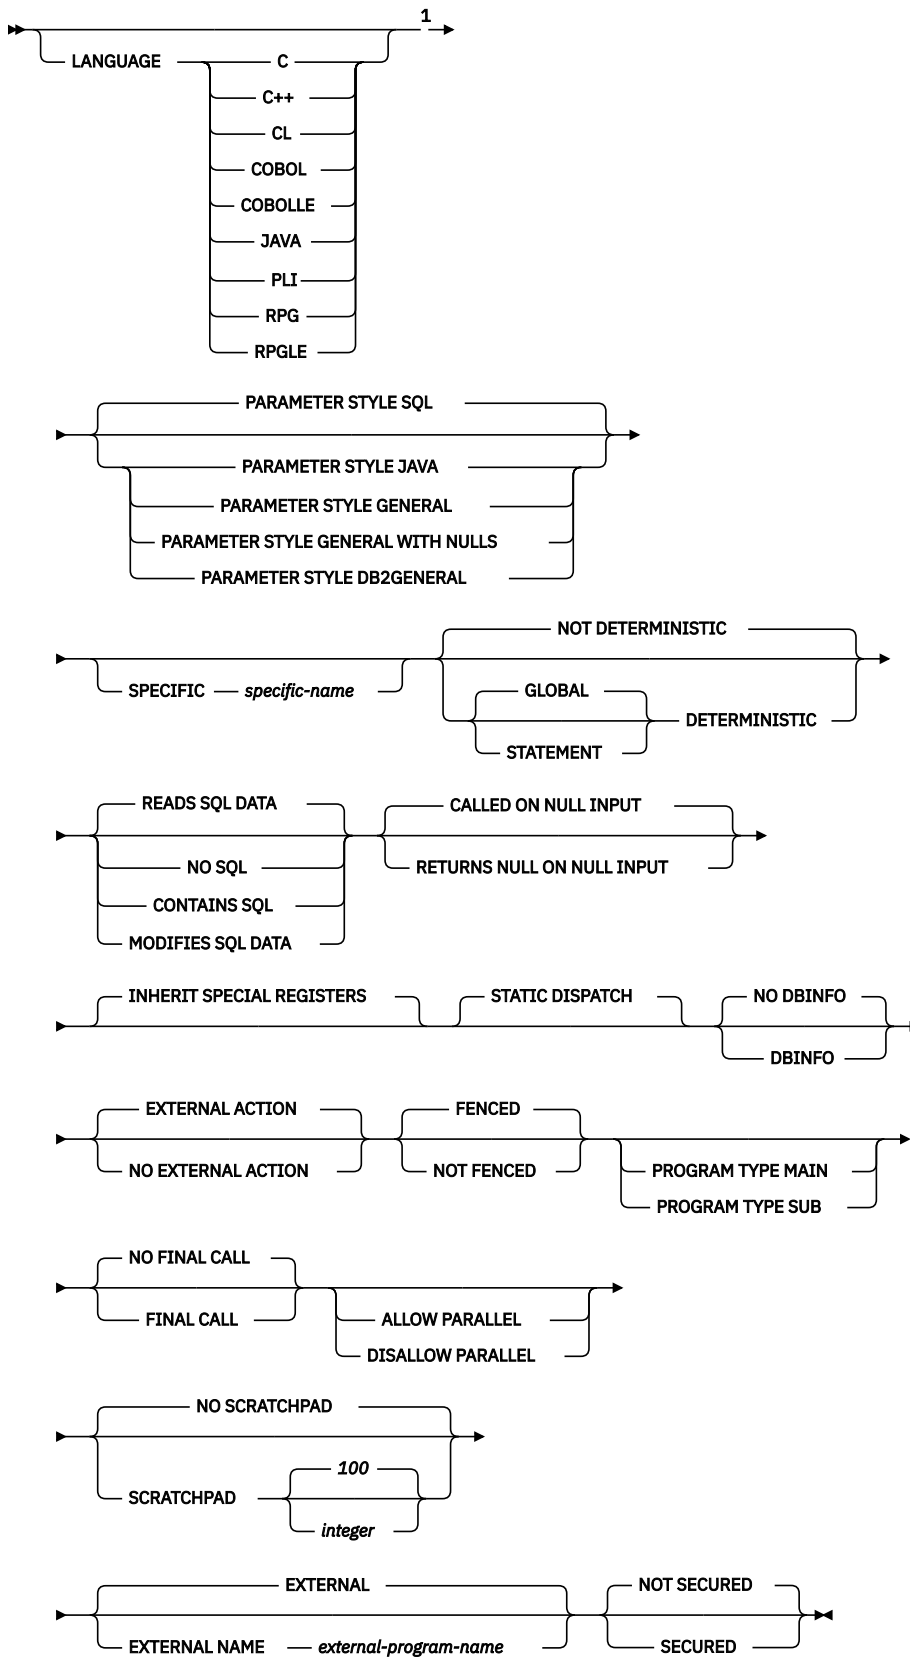 1
LANGUAGE C
C++
CL
COBOL
COBOLLE
JAVA
PLI
RPG
RPGLE
PARAMETER STYLE SQL
PARAMETER STYLE JAVA
PARAMETER STYLE GENERAL
PARAMETER STYLE GENERAL WITH NULLS
PARAMETER STYLE DB2GENERAL
NOT DETERMINISTIC
SPECIFIC specific-name GLOBAL
DETERMINISTIC
STATEMENT
READS SQL DATA CALLED ON NULL INPUT
NO SQL RETURNS NULL ON NULL INPUT
CONTAINS SQL
MODIFIES SQL DATA
INHERIT SPECIAL REGISTERS STATIC DISPATCH NO DBINFO
DBINFO
EXTERNAL ACTION FENCED
NO EXTERNAL ACTION NOT FENCED PROGRAM TYPE MAIN
PROGRAM TYPE SUB
NO FINAL CALL
FINAL CALL ALLOW PARALLEL
DISALLOW PARALLEL
NO SCRATCHPAD
100
SCRATCHPAD
integer
EXTERNAL NOT SECURED
EXTERNAL NAME external-program-name SECURED